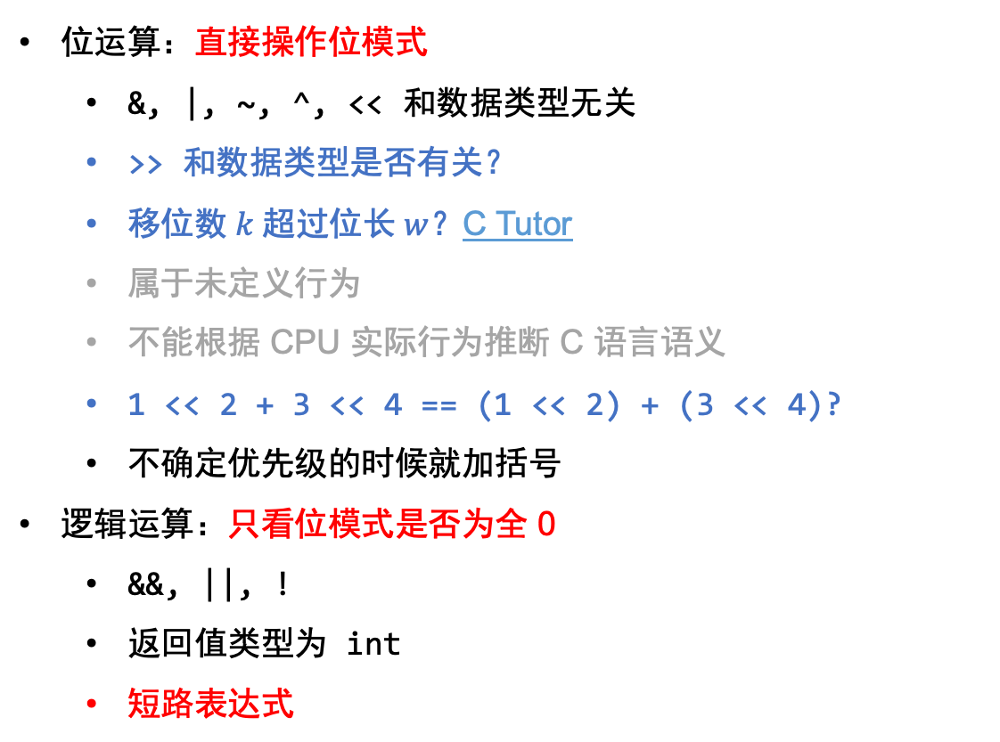 • 位运算：直接操作位模式
• &, |, ~, ^, << 和数据类型无关
• >> 和数据类型是否有关？
• 移位数 k 超过位长 w？C Tutor
• 属于未定义行为
• 不能根据 CPU 实际行为推断 C 语言语义
• 1 << 2 + 3 << 4 == (1 << 2) + (3 << 4)?
• 不确定优先级的时候就加括号
• 逻辑运算：只看位模式是否为全 0
• &&, ||, !
• 返回值类型为 int
• 短路表达式